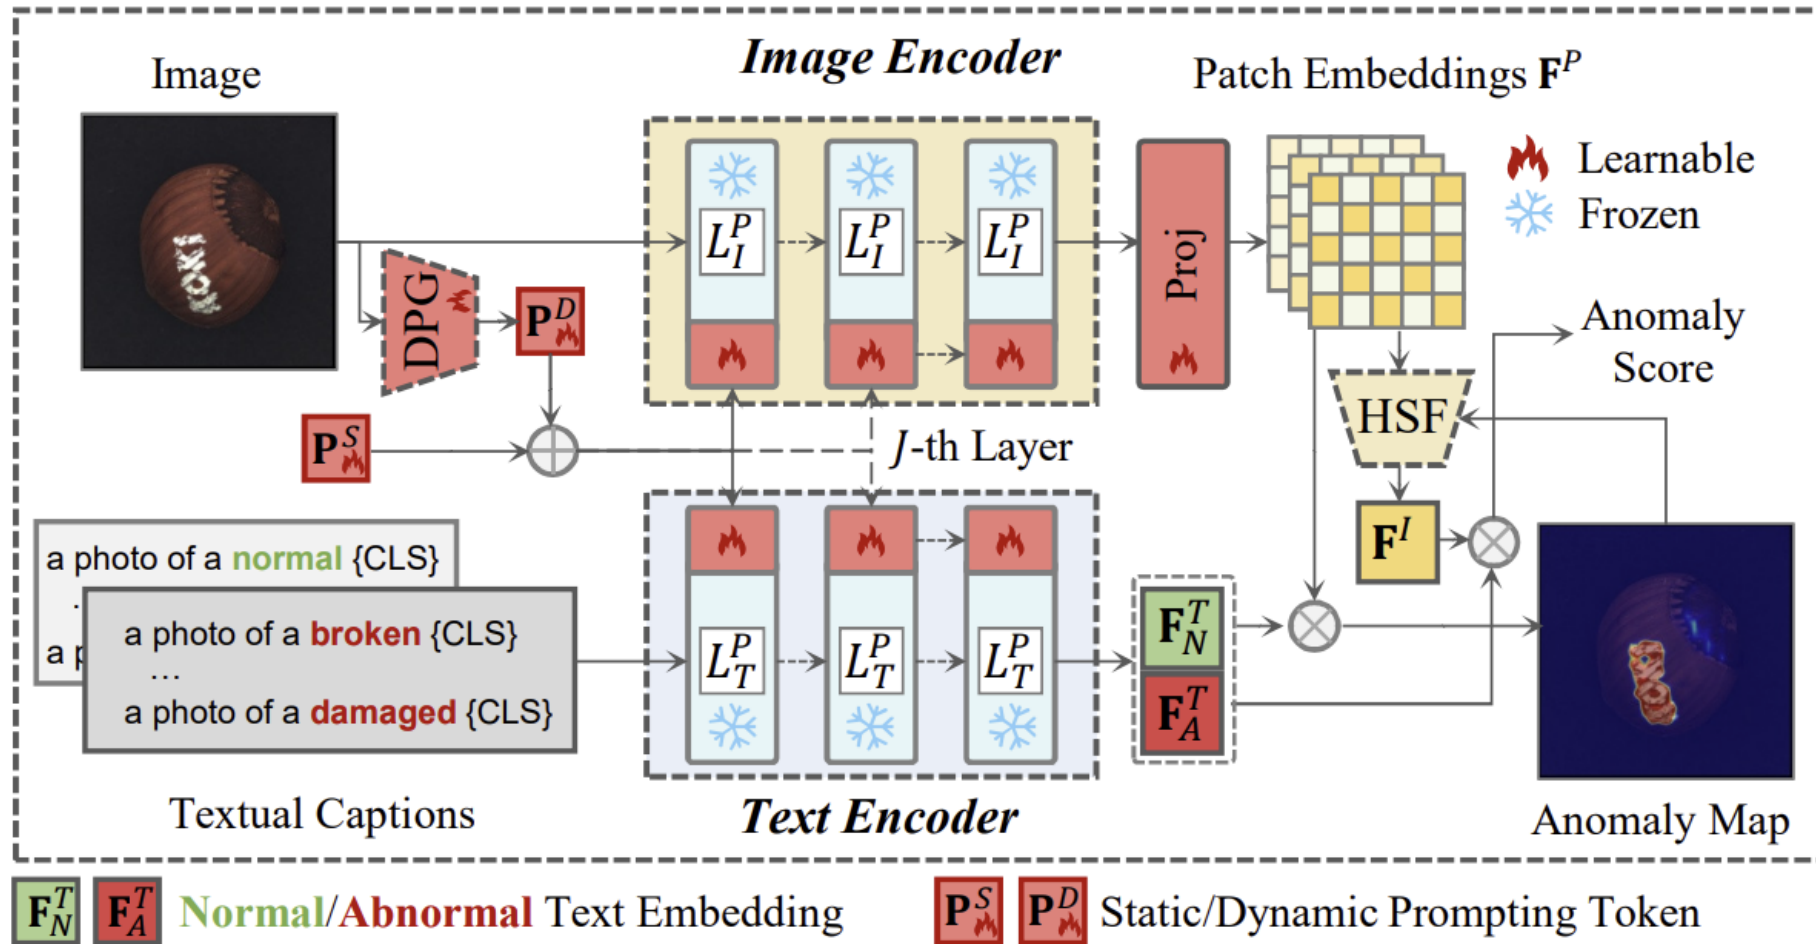 Image
Image Encoder
Patch Embeddings F^P
Learnable
Frozen
KOKI
DPG
P^D
P^S
L_I^P
L_I^P
L_I^P
Proj
J-th Layer
HSF
F^I
Anomaly
Score
a photo of a normal {CLS}
a photo of a broken {CLS}
...
a photo of a damaged {CLS}
L_T^P
L_T^P
L_T^P
F_N^T
F_A^T
Textual Captions
Text Encoder
Anomaly Map
F_N^T F_A^T Normal/Abnormal Text Embedding
P^S P^D Static/Dynamic Prompting Token